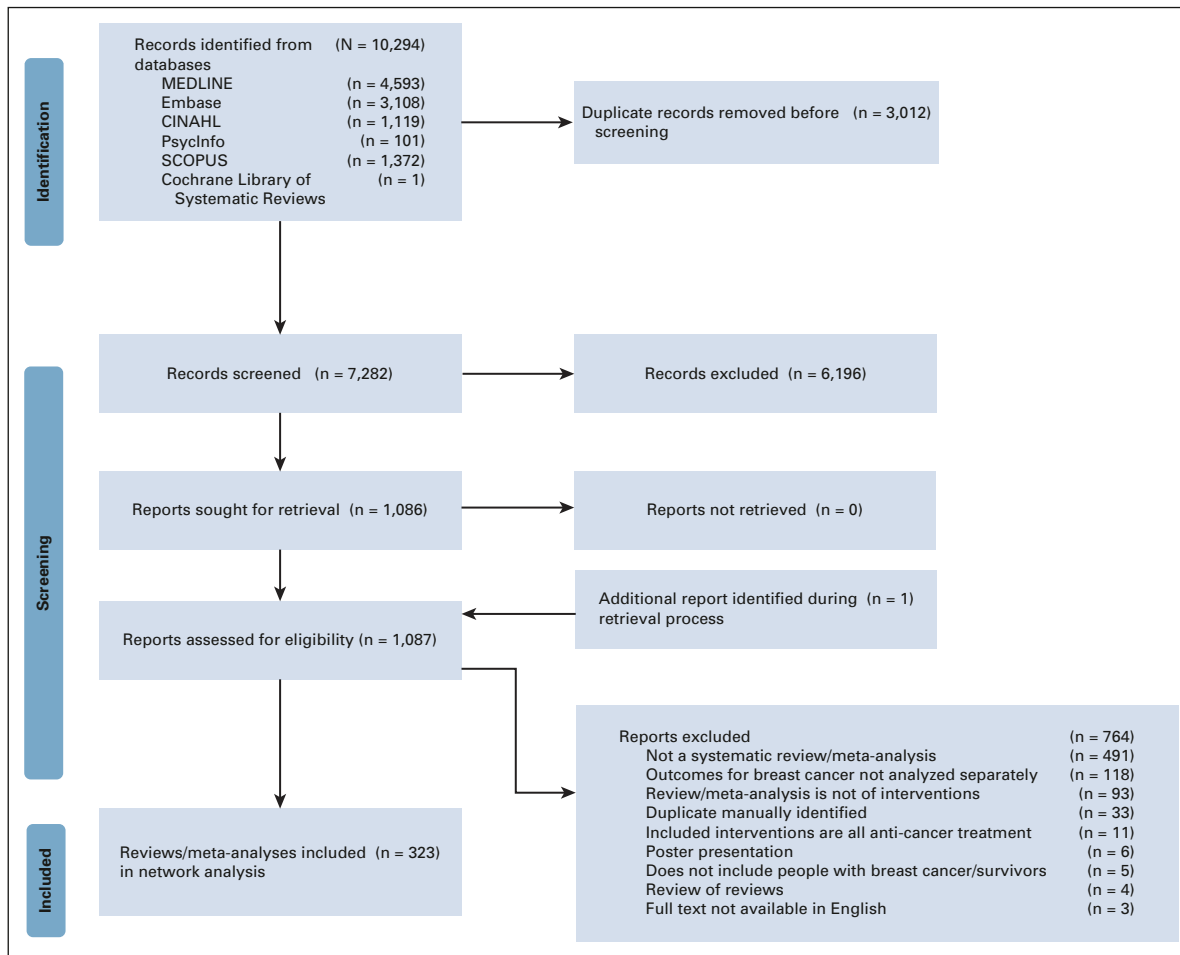 Identification
Records identified from (N = 10,294)
databases
MEDLINE (n = 4,593)
Embase (n = 3,108)
CINAHL (n = 1,119)
PsycInfo (n = 101)
SCOPUS (n = 1,372)
Cochrane Library of (n = 1)
Systematic Reviews
Duplicate records removed before (n = 3,012)
screening
Screening
Records screened (n = 7,282)
Records excluded (n = 6,196)
Reports sought for retrieval (n = 1,086)
Reports not retrieved (n = 0)
Additional report identified during (n = 1)
retrieval process
Reports assessed for eligibility (n = 1,087)
Reports excluded (n = 764)
Not a systematic review/meta-analysis (n = 491)
Outcomes for breast cancer not analyzed separately (n = 118)
Review/meta-analysis is not of interventions (n = 93)
Duplicate manually identified (n = 33)
Included interventions are all anti-cancer treatment (n = 11)
Poster presentation (n = 6)
Does not include people with breast cancer/survivors (n = 5)
Review of reviews (n = 4)
Full text not available in English (n = 3)
Included
Reviews/meta-analyses included (n = 323)
in network analysis